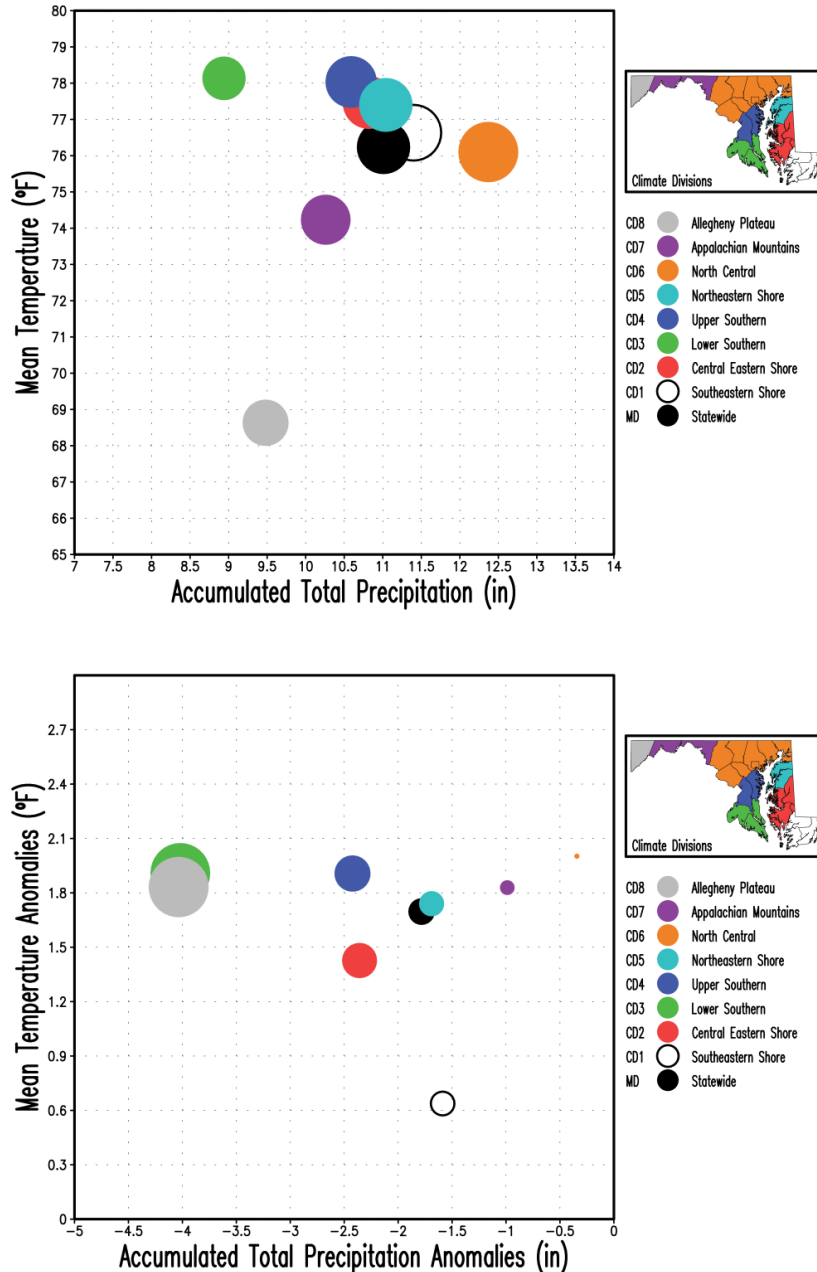 80
79
78
77
76
75
74
73
72
71
70
69
68
67
66
65
Mean Temperature (°F)
7 7.5 8 8.5 9 9.5 10 10.5 11 11.5 12 12.5 13 13.5 14
Accumulated Total Precipitation (in)
Climate Divisions
CD8 Allegheny Plateau
CD7 Appalachian Mountains
CD6 North Central
CD5 Northeastern Shore
CD4 Upper Southern
CD3 Lower Southern
CD2 Central Eastern Shore
CD1 Southeastern Shore
MD Statewide
2.7
2.4
2.1
1.8
1.5
1.2
0.9
0.6
0.3
0
Mean Temperature Anomalies (°F)
-5 -4.5 -4 -3.5 -3 -2.5 -2 -1.5 -1 -0.5 0
Accumulated Total Precipitation Anomalies (in)
Climate Divisions
CD8 Allegheny Plateau
CD7 Appalachian Mountains
CD6 North Central
CD5 Northeastern Shore
CD4 Upper Southern
CD3 Lower Southern
CD2 Central Eastern Shore
CD1 Southeastern Shore
MD Statewide